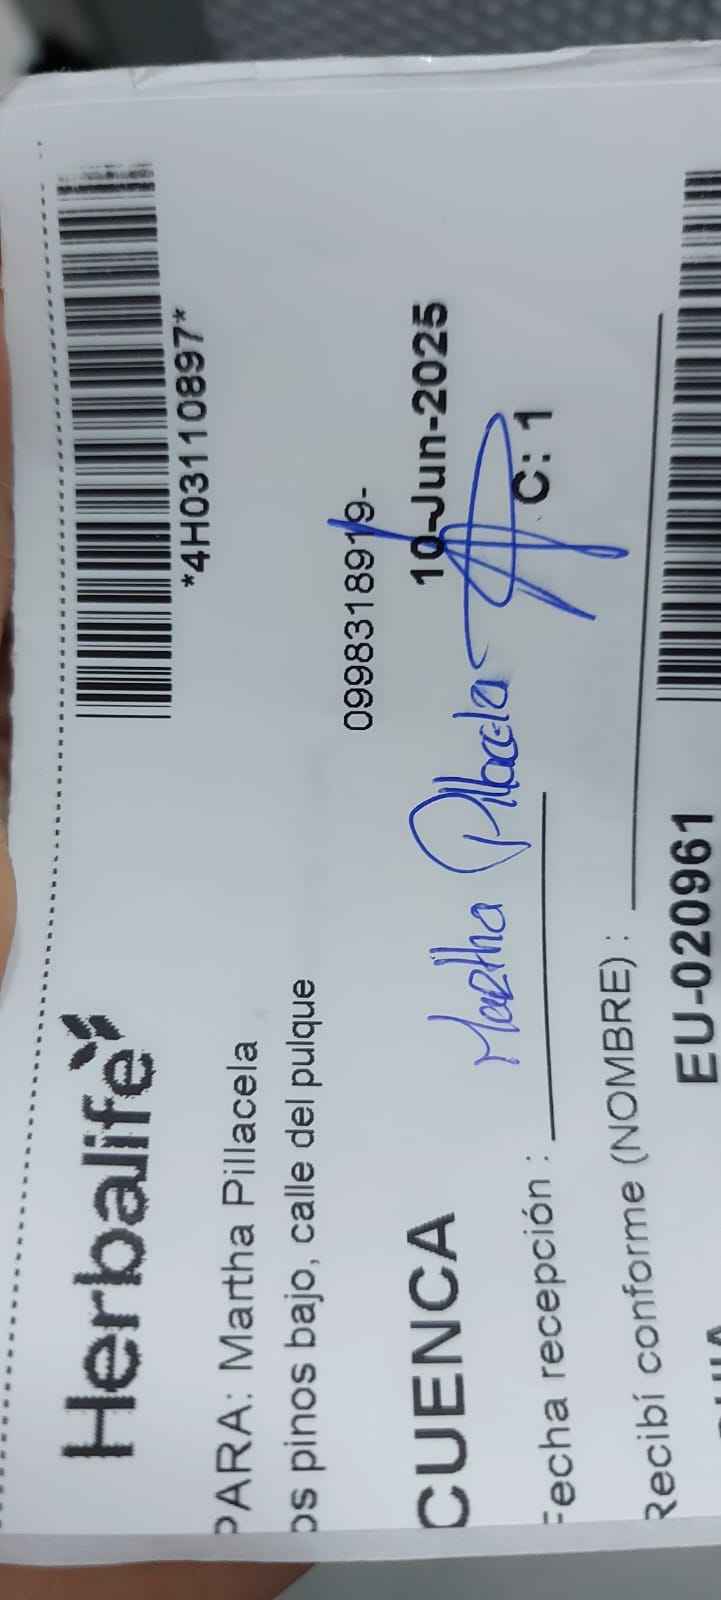 Herbalife
*4H03110897*
PARA: Martha Pillacela
os pinos bajo, calle del pulque
0998318919-
CUENCA
10-Jun-2025
Martha Pillacela
Fecha recepción :
C: 1
Recibí conforme (NOMBRE) :
EU-020961